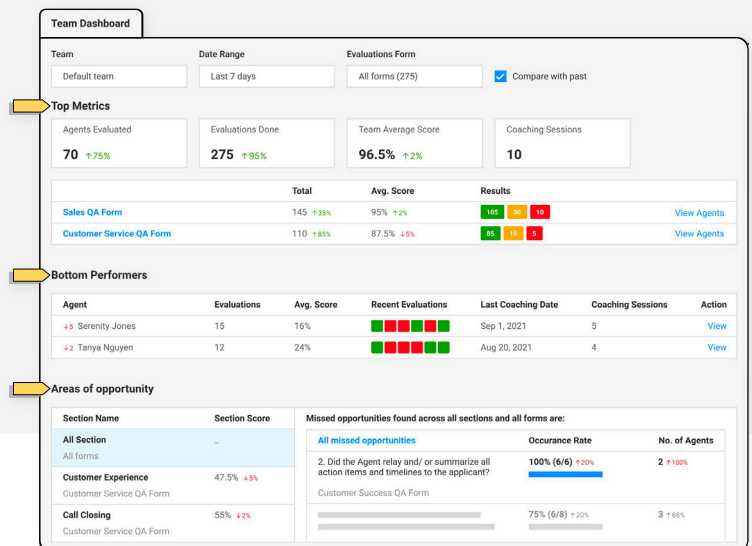 Team Dashboard
Team Date Range Evaluations Form
Default team Last 7 days All forms (275) Compare with past
Top Metrics
Agents Evaluated Evaluations Done Team Average Score Coaching Sessions
70 ↑75% 275 ↑95% 96.5% ↑2% 10
Total Avg. Score Results
Sales QA Form 145 ↑35% 95% ↑2% 105 30 10 View Agents
Customer Service QA Form 110 ↑85% 87.5% ↓5% 85 15 5 View Agents
Bottom Performers
Agent Evaluations Avg. Score Recent Evaluations Last Coaching Date Coaching Sessions Action
↓5 Serenity Jones 15 16% Sep 1, 2021 5 View
↓2 Tanya Nguyen 12 24% Aug 20, 2021 4 View
Areas of opportunity
Section Name Section Score
All Section _
All forms
Customer Experience 47.5% ↓5%
Customer Service QA Form
Call Closing 55% ↓2%
Customer Service QA Form
Missed opportunities found across all sections and all forms are:
All missed opportunities Occurance Rate No. of Agents
2. Did the Agent relay and/ or summarize all 100% (6/6) ↑20% 2 ↑100%
action items and timelines to the applicant?
Customer Success QA Form
75% (6/8) ↑20% 3 ↑66%